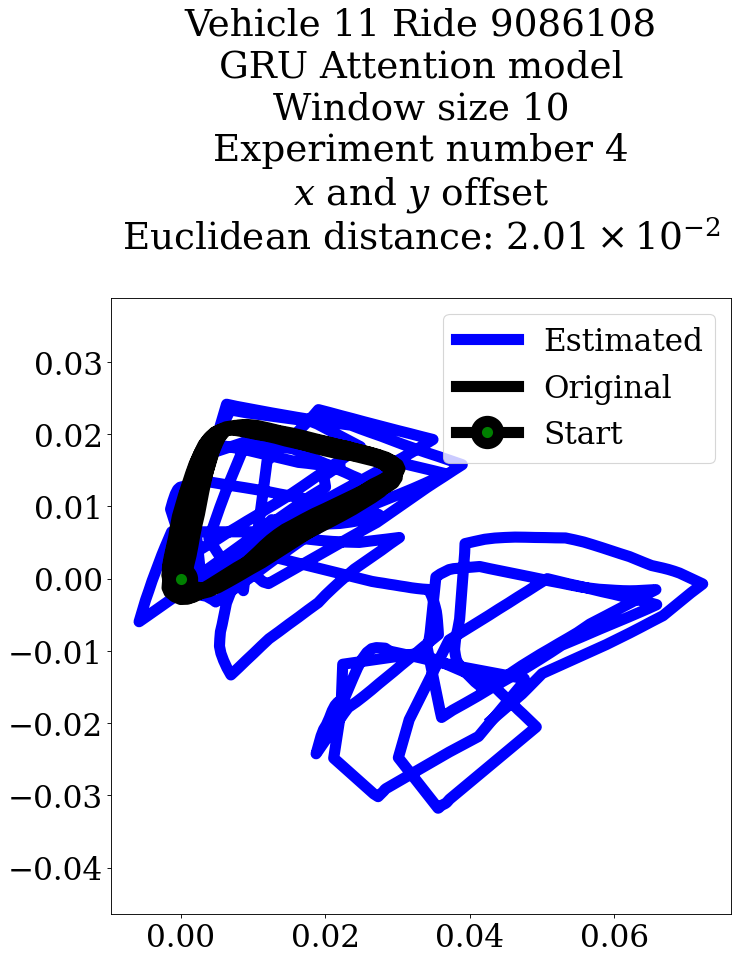 Vehicle 11 Ride 9086108
GRU Attention model
Window size 10
Experiment number 4
x and y offset
Euclidean distance: 2.01 × 10⁻²
Estimated
Original
Start
0.03
0.02
0.01
0.00
−0.01
−0.02
−0.03
−0.04
0.00 0.02 0.04 0.06